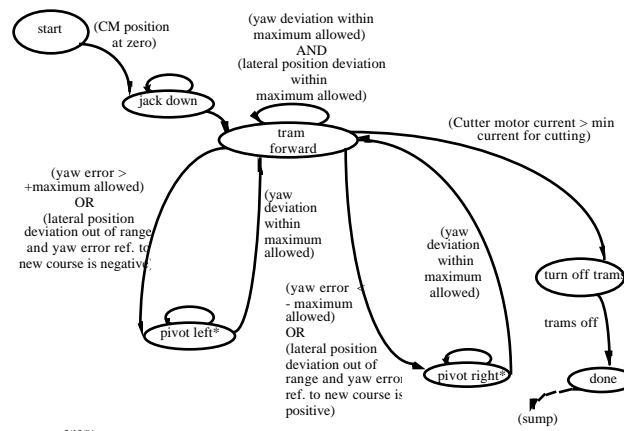 start
(CM position
at zero)
jack down
(yaw deviation within
maximum allowed)
AND
(lateral position deviation
within
maximum allowed)
tram
forward
(Cutter motor current > min
current for cutting)
(yaw error >
+maximum allowed)
OR
(lateral position
deviation out of range
and yaw error ref. to
new course is negative
(yaw
deviation
within
maximum
allowed)
pivot left*
(yaw error <
- maximum
allowed)
OR
(lateral position
deviation out of
range and yaw error
ref. to new course is
positive)
(yaw
deviation
within
maximum
allowed)
pivot right*
turn off trams
trams off
done
(sump)